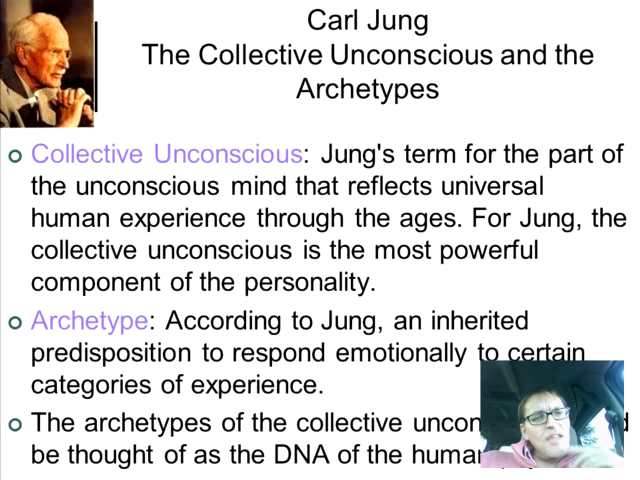 Carl Jung
The Collective Unconscious and the
Archetypes
Collective Unconscious: Jung's term for the part of
the unconscious mind that reflects universal
human experience through the ages. For Jung, the
collective unconscious is the most powerful
component of the personality.
Archetype: According to Jung, an inherited
predisposition to respond emotionally to certain
categories of experience.
The archetypes of the collective
be thought of as the DNA of the